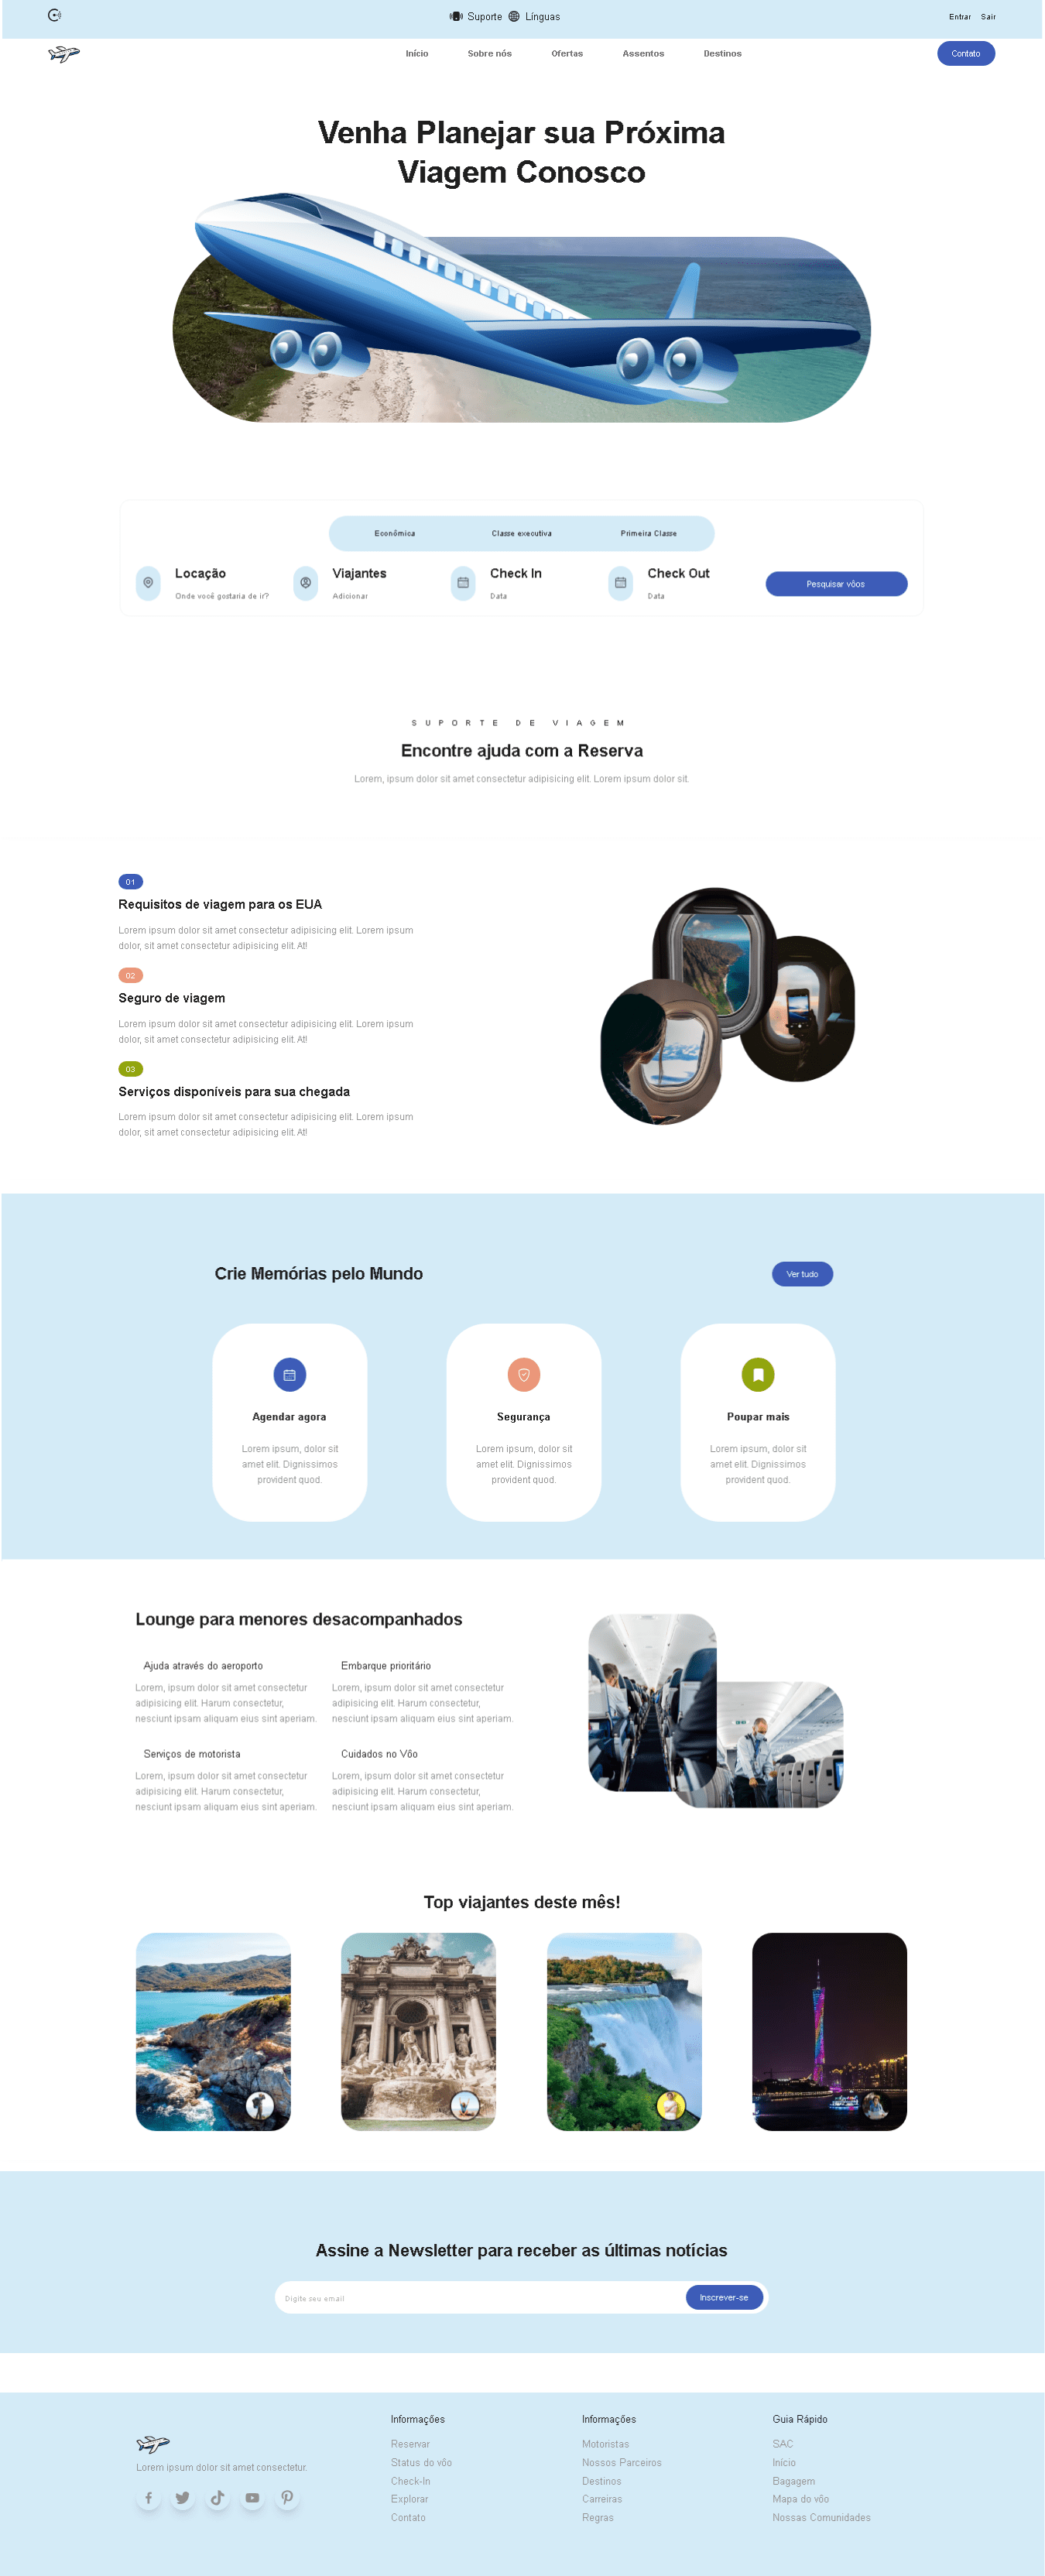 Suporte Línguas
Entrar Sair
Início Sobre nós Ofertas Assentos Destinos
Contato
Venha Planejar sua Próxima
Viagem Conosco
Econômica Classe executiva Primeira Classe
Locação
Onde você gostaria de ir?
Viajantes
Adicionar
Check In
Data
Check Out
Data
Pesquisar vôos
SUPORTE DE VIAGEM
Encontre ajuda com a Reserva
Lorem, ipsum dolor sit amet consectetur adipisicing elit. Lorem ipsum dolor sit.
01
Requisitos de viagem para os EUA
Lorem ipsum dolor sit amet consectetur adipisicing elit. Lorem ipsum
dolor, sit amet consectetur adipisicing elit. At!
02
Seguro de viagem
Lorem ipsum dolor sit amet consectetur adipisicing elit. Lorem ipsum
dolor, sit amet consectetur adipisicing elit. At!
03
Serviços disponíveis para sua chegada
Lorem ipsum dolor sit amet consectetur adipisicing elit. Lorem ipsum
dolor, sit amet consectetur adipisicing elit. At!
Crie Memórias pelo Mundo
Ver tudo
Agendar agora
Lorem ipsum, dolor sit
amet elit. Dignissimos
provident quod.
Segurança
Lorem ipsum, dolor sit
amet elit. Dignissimos
provident quod.
Poupar mais
Lorem ipsum, dolor sit
amet elit. Dignissimos
provident quod.
Lounge para menores desacompanhados
Ajuda através do aeroporto
Lorem, ipsum dolor sit amet consectetur
adipisicing elit. Harum consectetur,
nesciunt ipsam aliquam eius sint aperiam.
Embarque prioritário
Lorem, ipsum dolor sit amet consectetur
adipisicing elit. Harum consectetur,
nesciunt ipsam aliquam eius sint aperiam.
Serviços de motorista
Lorem, ipsum dolor sit amet consectetur
adipisicing elit. Harum consectetur,
nesciunt ipsam aliquam eius sint aperiam.
Cuidados no Vôo
Lorem, ipsum dolor sit amet consectetur
adipisicing elit. Harum consectetur,
nesciunt ipsam aliquam eius sint aperiam.
Top viajantes deste mês!
Assine a Newsletter para receber as últimas notícias
Digite seu email
Inscrever-se
Lorem ipsum dolor sit amet consectetur.
Informações
Reservar
Status do vôo
Check-In
Explorar
Contato
Informações
Motoristas
Nossos Parceiros
Destinos
Carreiras
Regras
Guia Rápido
SAC
Início
Bagagem
Mapa do vôo
Nossas Comunidades